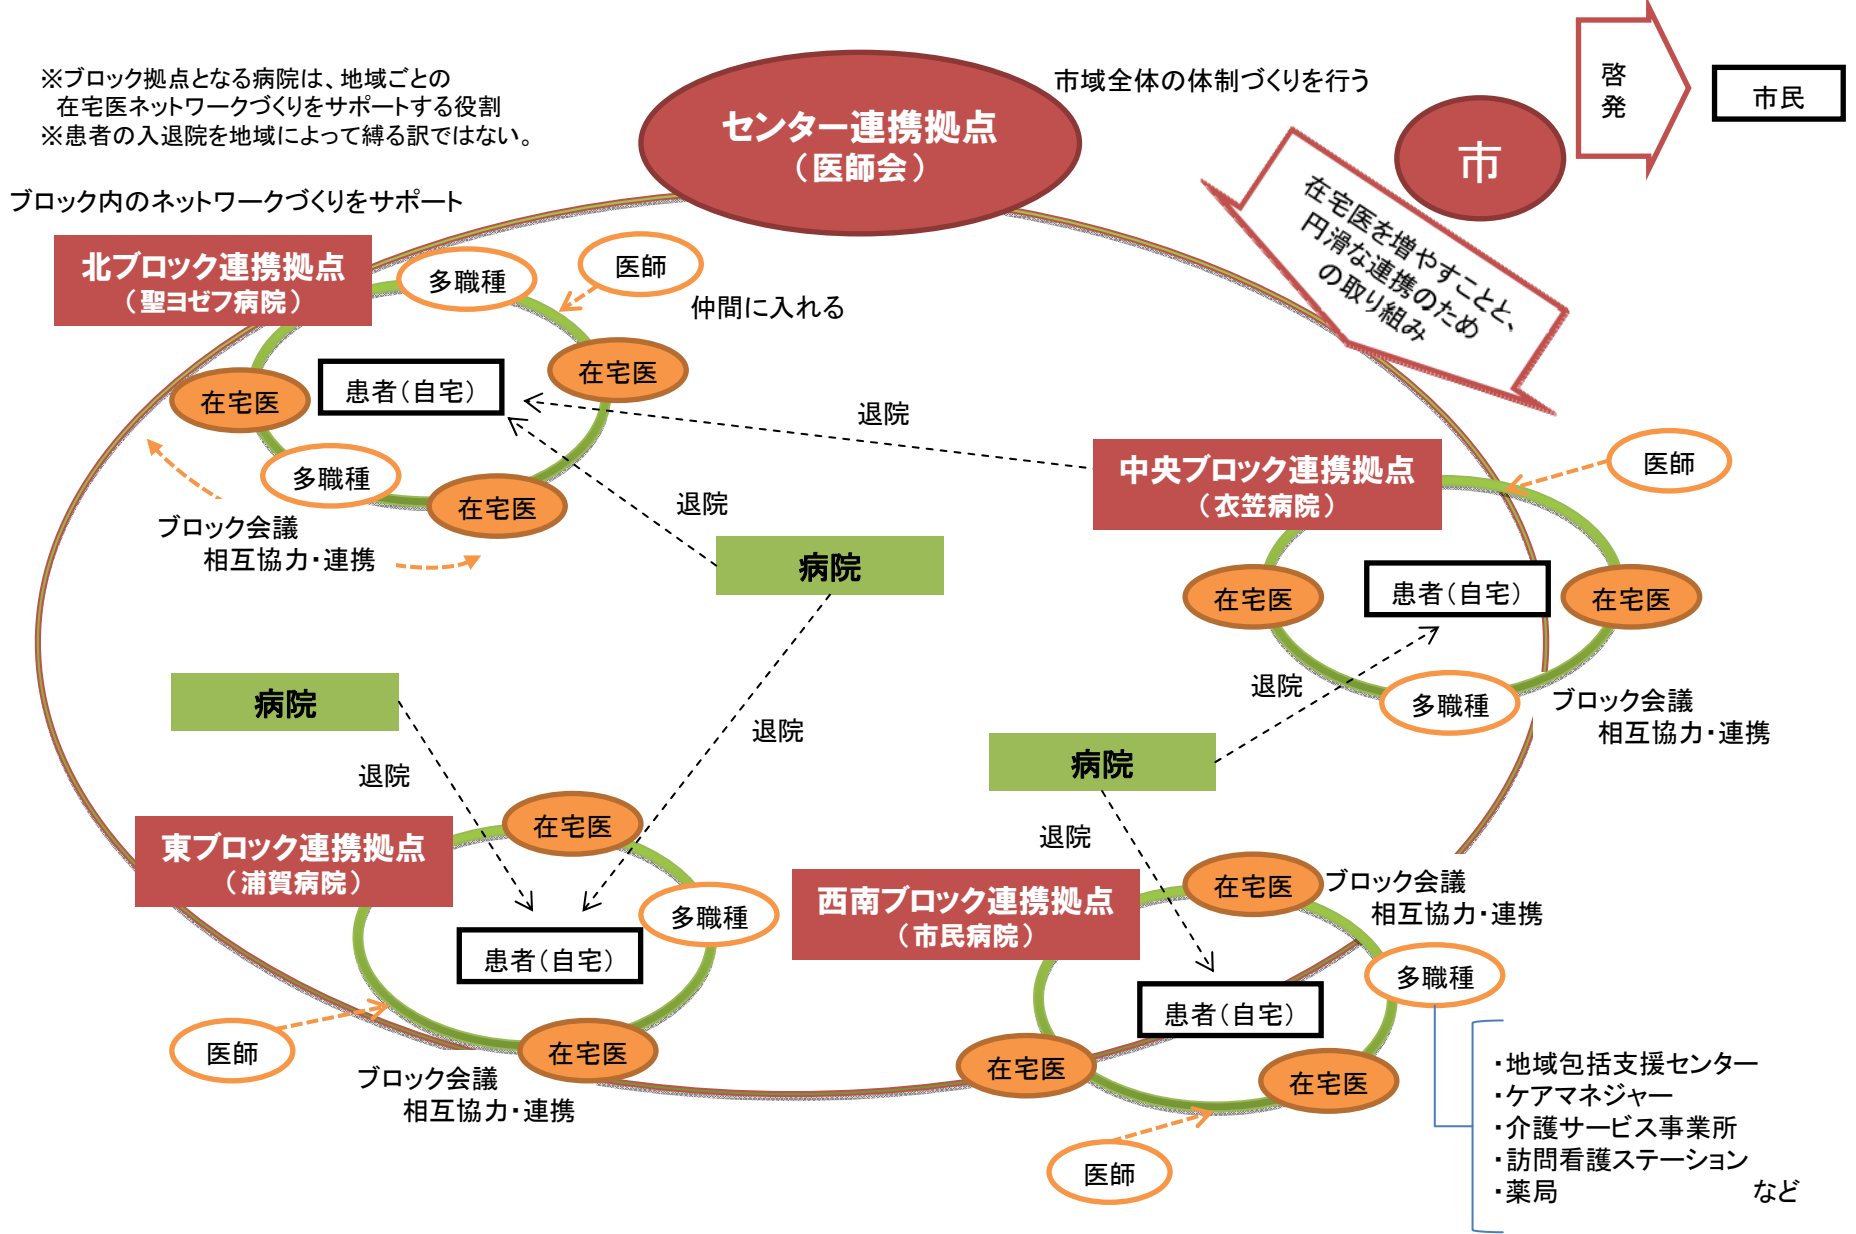 ※ブロック拠点となる病院は、地域ごとの
在宅医ネットワークづくりをサポートする役割
※患者の入退院を地域によって縛る訳ではない。
センター連携拠点
（医師会）
市域全体の体制づくりを行う
市
啓
発
市民
在宅医を増やすことと、
円滑な連携のため
の取り組み
ブロック内のネットワークづくりをサポート
北ブロック連携拠点
（聖ヨゼフ病院）
多職種
医師
仲間に入れる
在宅医
患者（自宅）
在宅医
多職種
在宅医
ブロック会議
相互協力・連携
退院
退院
病院
中央ブロック連携拠点
（衣笠病院）
医師
在宅医
患者（自宅）
在宅医
多職種
ブロック会議
相互協力・連携
退院
病院
退院
退院
病院
退院
東ブロック連携拠点
（浦賀病院）
在宅医
多職種
患者（自宅）
医師
在宅医
ブロック会議
相互協力・連携
西南ブロック連携拠点
（市民病院）
在宅医
ブロック会議
相互協力・連携
多職種
患者（自宅）
在宅医
在宅医
医師
・地域包括支援センター
・ケアマネジャー
・介護サービス事業所
・訪問看護ステーション
・薬局 など